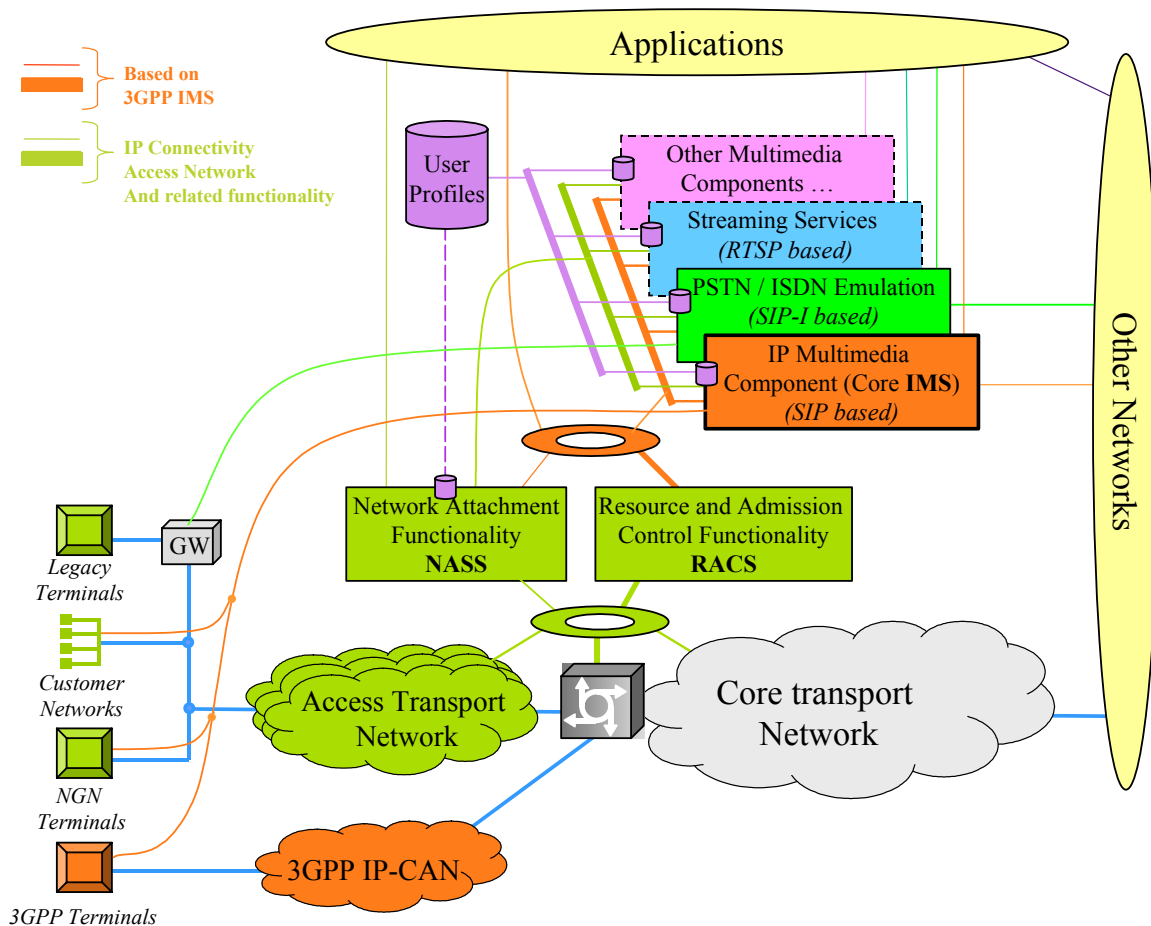 Applications
Based on
3GPP IMS
IP Connectivity
Access Network
And related functionality
User
Profiles
Other Multimedia
Components …
Streaming Services
(RTSP based)
PSTN / ISDN Emulation
(SIP-I based)
IP Multimedia
Component (Core IMS)
(SIP based)
Other Networks
Network Attachment
Functionality
NASS
Resource and Admission
Control Functionality
RACS
GW
Legacy
Terminals
Customer
Networks
NGN
Terminals
3GPP Terminals
Access Transport
Network
Core transport
Network
3GPP IP-CAN